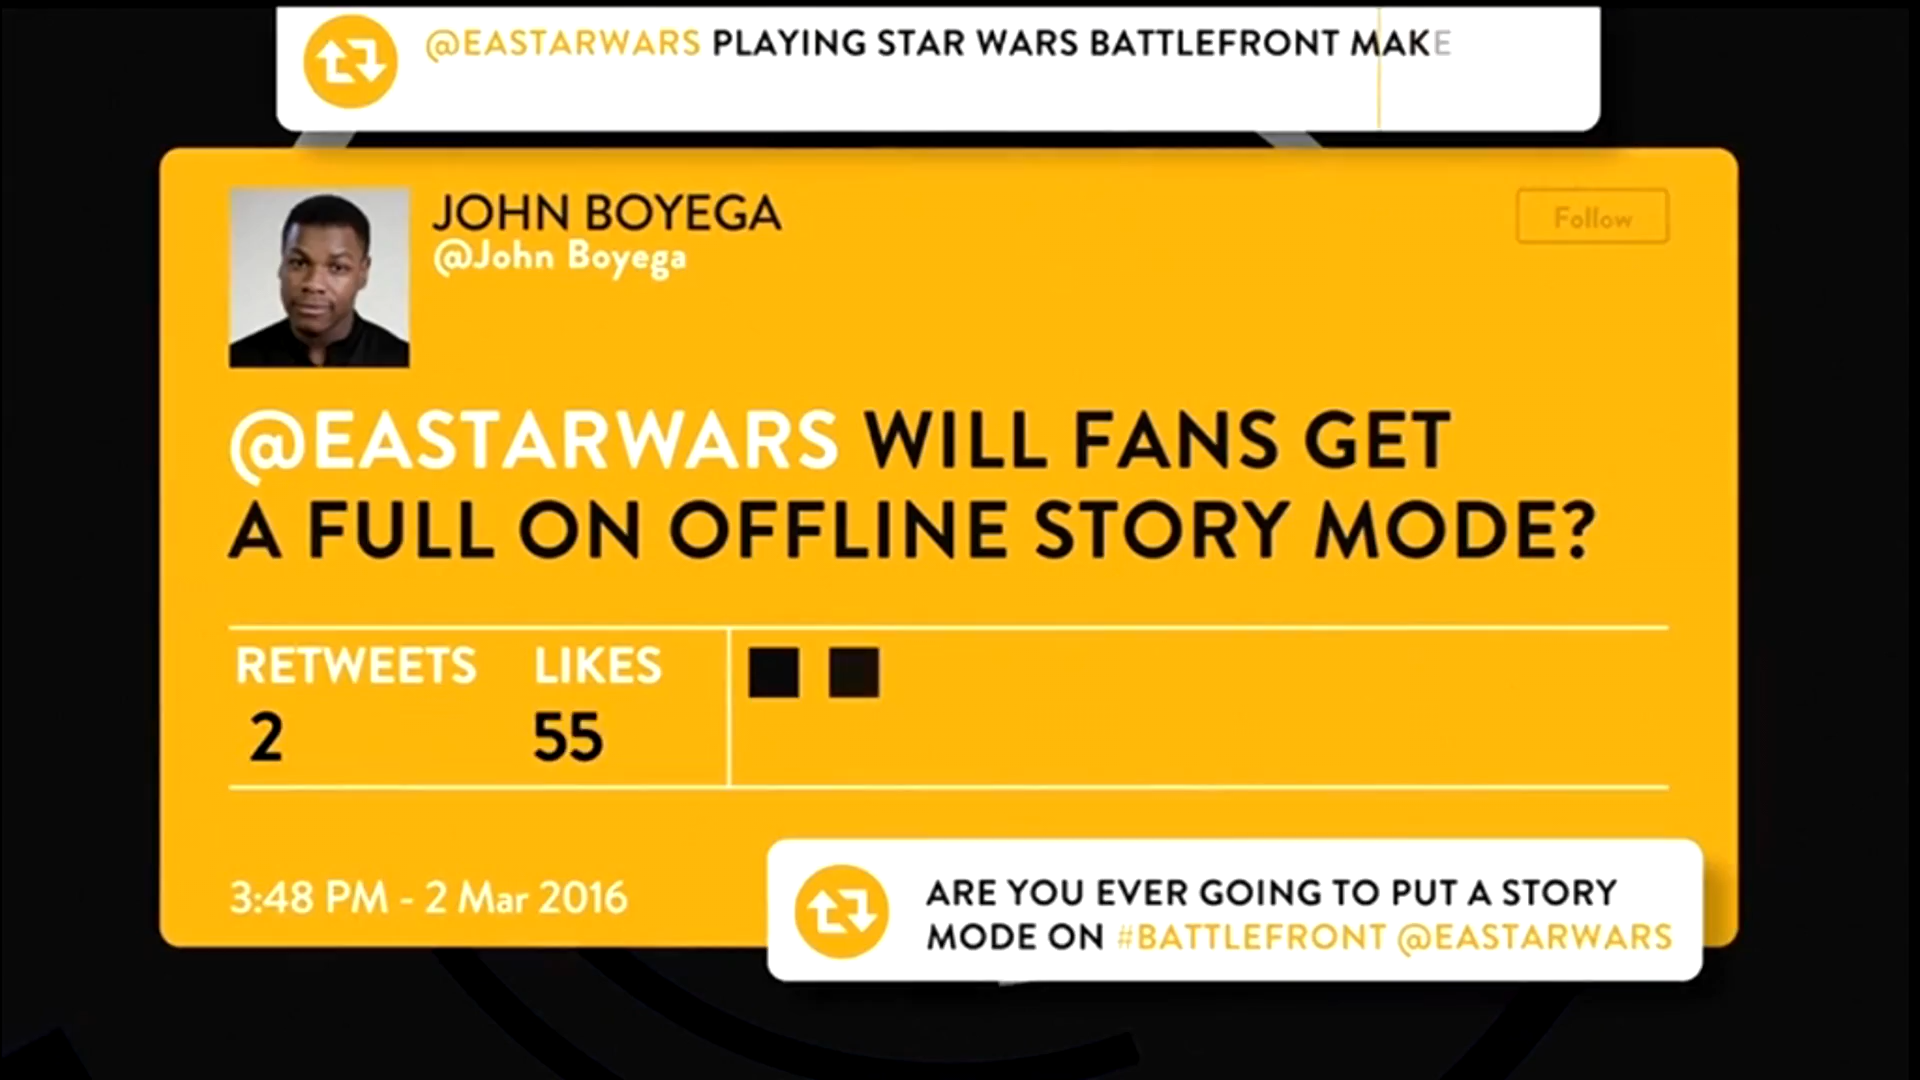 @EASTARWARS PLAYING STAR WARS BATTLEFRONT MAKE
JOHN BOYEGA
@John Boyega
Follow
@EASTARWARS WILL FANS GET
A FULL ON OFFLINE STORY MODE?
RETWEETS LIKES
2 55
3:48 PM - 2 Mar 2016
ARE YOU EVER GOING TO PUT A STORY
MODE ON #BATTLEFRONT @EASTARWARS